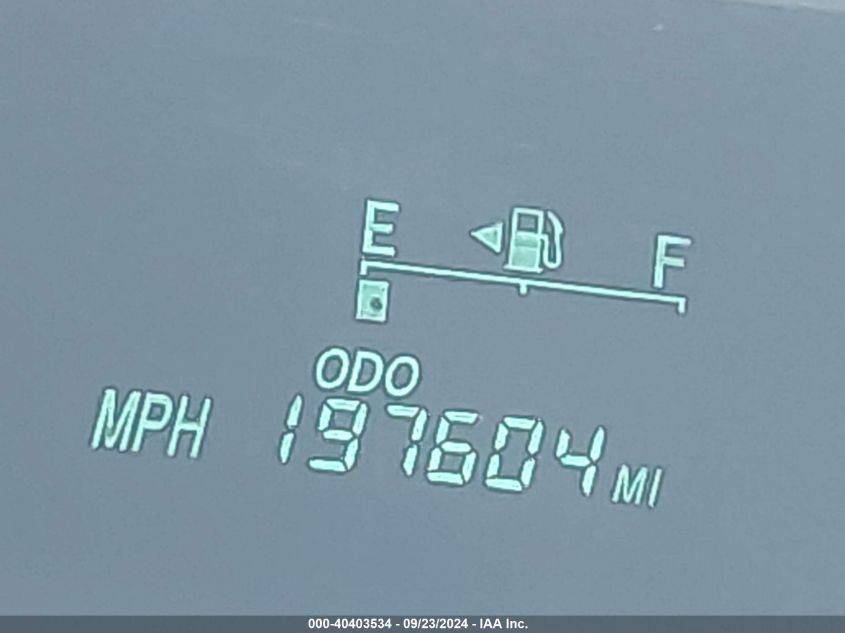 E F
ODO
MPH 197604 MI
000-40403534 - 09/23/2024 - IAA Inc.